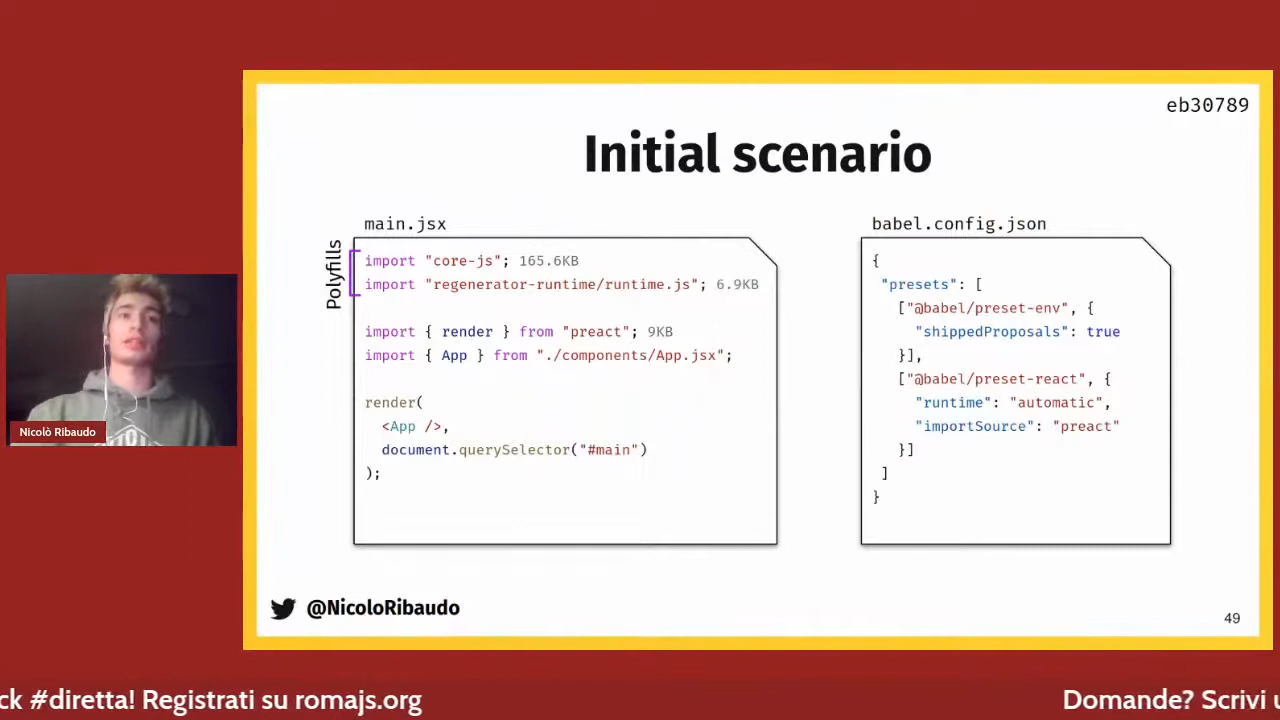 eb30789
Initial scenario
main.jsx
Polyfills
import "core-js"; 165.6KB
import "regenerator-runtime/runtime.js"; 6.9KB
import { render } from "preact"; 9KB
import { App } from "./components/App.jsx";
render(
<App />,
document.querySelector("#main")
);
babel.config.json
{
"presets": [
["@babel/preset-env", {
"shippedProposals": true
}],
["@babel/preset-react", {
"runtime": "automatic",
"importSource": "preact"
}]
]
}
Nicolò Ribaudo
@NicoloRibaudo
49
ck #diretta! Registrati su romajs.org
Domande? Scrivi u